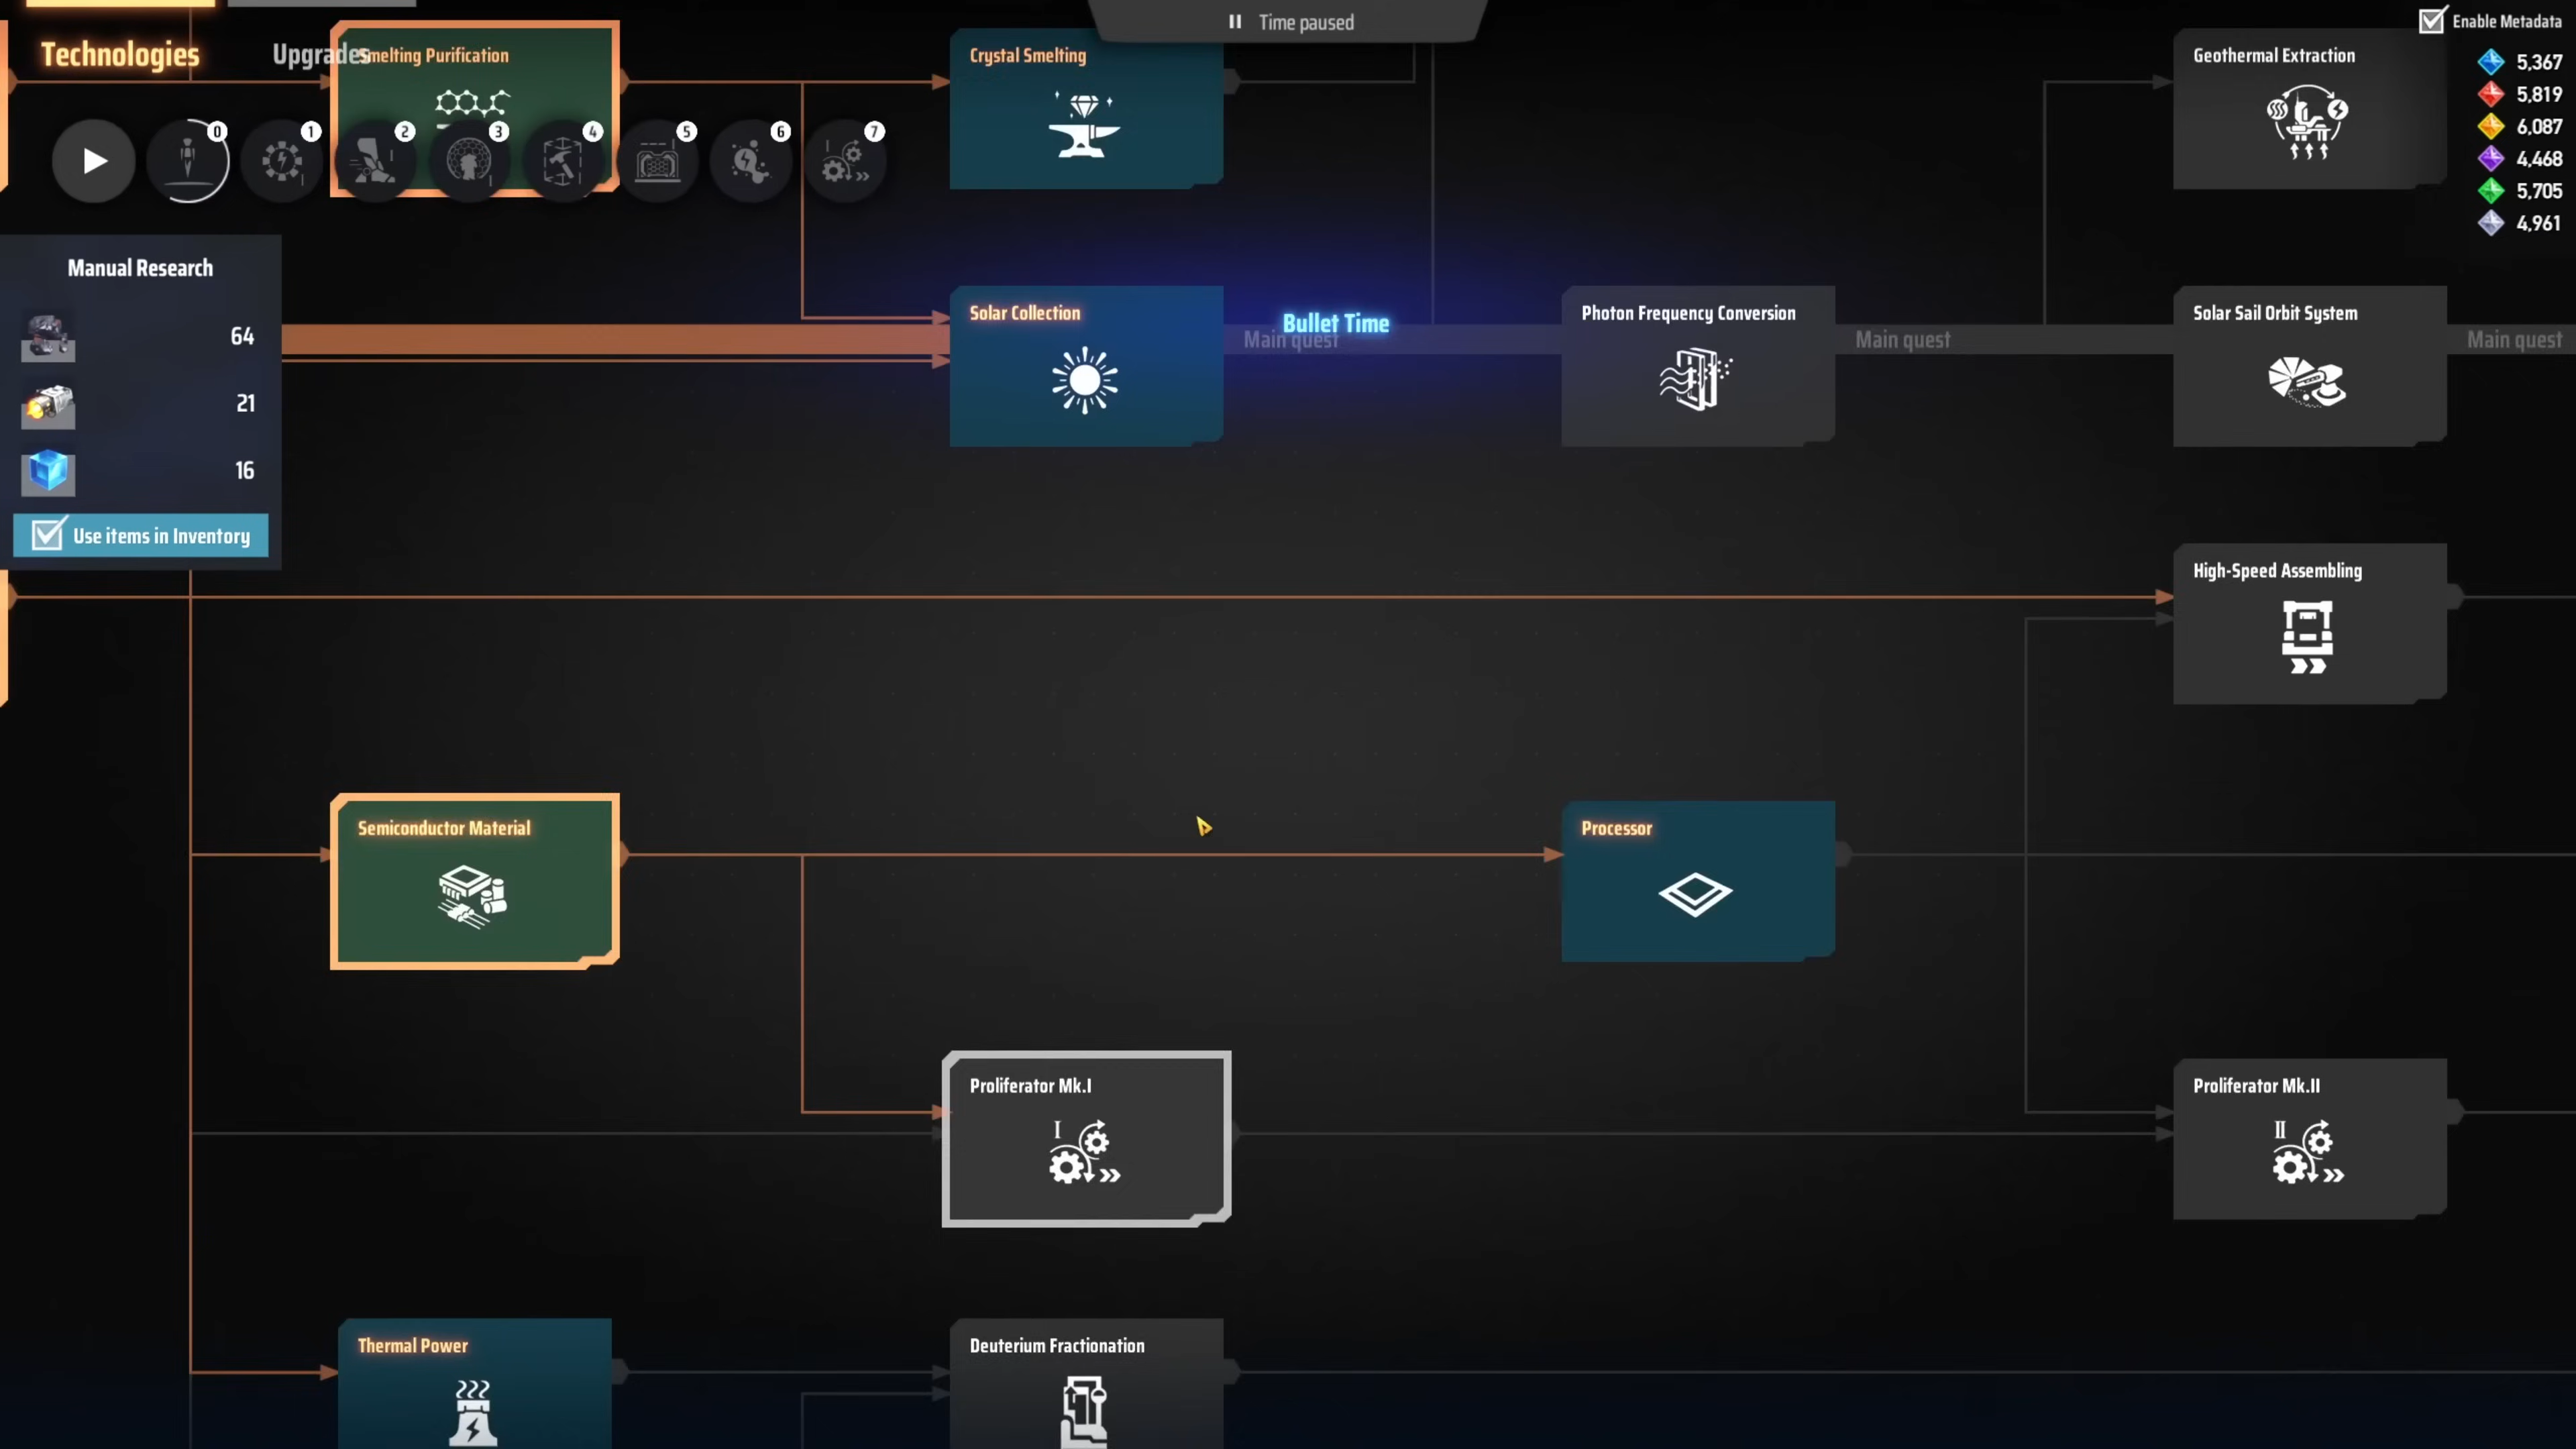 Time paused
Enable Metadata
Technologies
Upgrades
Smelting Purification
Crystal Smelting
Geothermal Extraction
5,367
5,819
6,087
4,468
5,705
4,961
0
1
2
3
4
5
6
7
Manual Research
64
21
16
Use items in Inventory
Solar Collection
Bullet Time
Main quest
Photon Frequency Conversion
Main quest
Solar Sail Orbit System
Main quest
High-Speed Assembling
Semiconductor Material
Processor
Proliferator Mk.I
I
Proliferator Mk.II
II
Thermal Power
Deuterium Fractionation